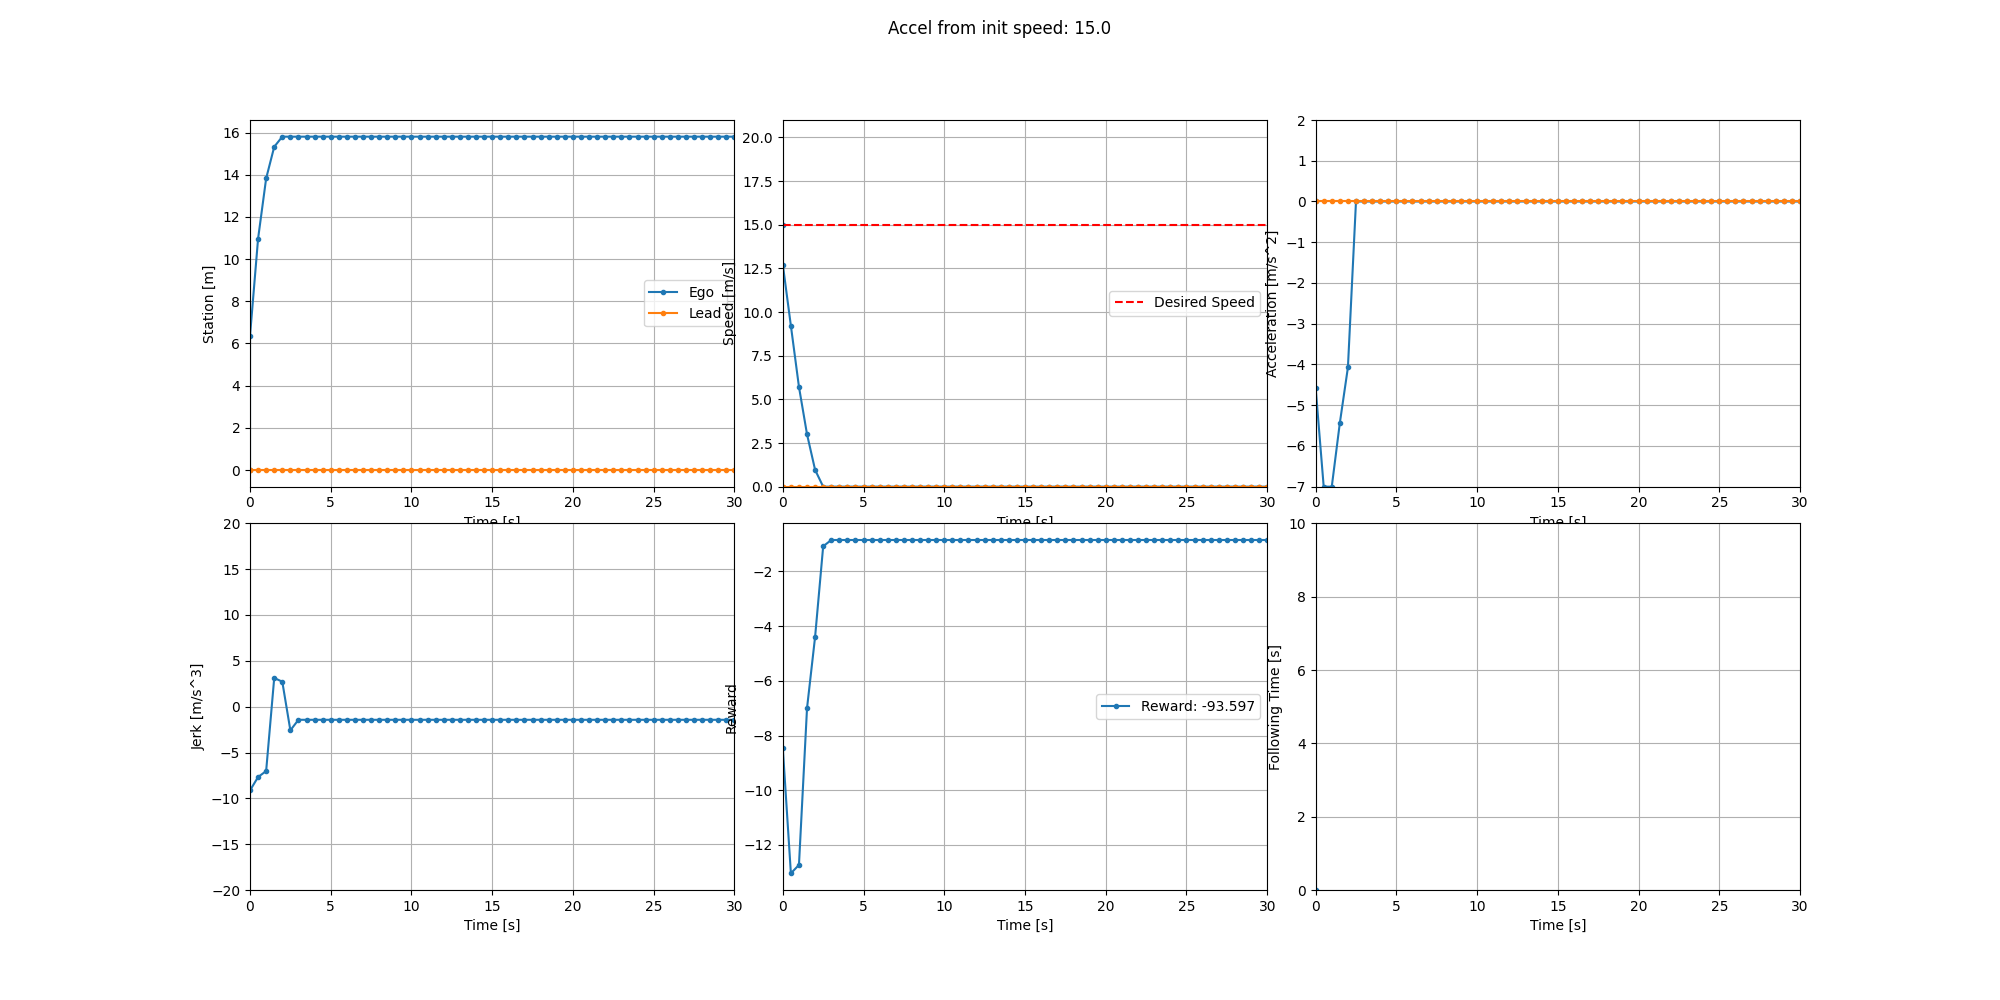 Accel from init speed: 15.0
Station [m]
16
14
12
10
8
6
4
2
0
0 5 10 15 20 25 30
Time [s]
Ego
Lead
Speed [m/s]
20.0
17.5
15.0
12.5
10.0
7.5
5.0
2.5
0.0
0 5 10 15 20 25 30
Time [s]
Desired Speed
Acceleration [m/s^2]
2
1
0
−1
−2
−3
−4
−5
−6
−7
0 5 10 15 20 25 30
Time [s]
Jerk [m/s^3]
20
15
10
5
0
−5
−10
−15
−20
0 5 10 15 20 25 30
Time [s]
Reward
−2
−4
−6
−8
−10
−12
0 5 10 15 20 25 30
Time [s]
Reward: -93.597
Following Time [s]
10
8
6
4
2
0
0 5 10 15 20 25 30
Time [s]